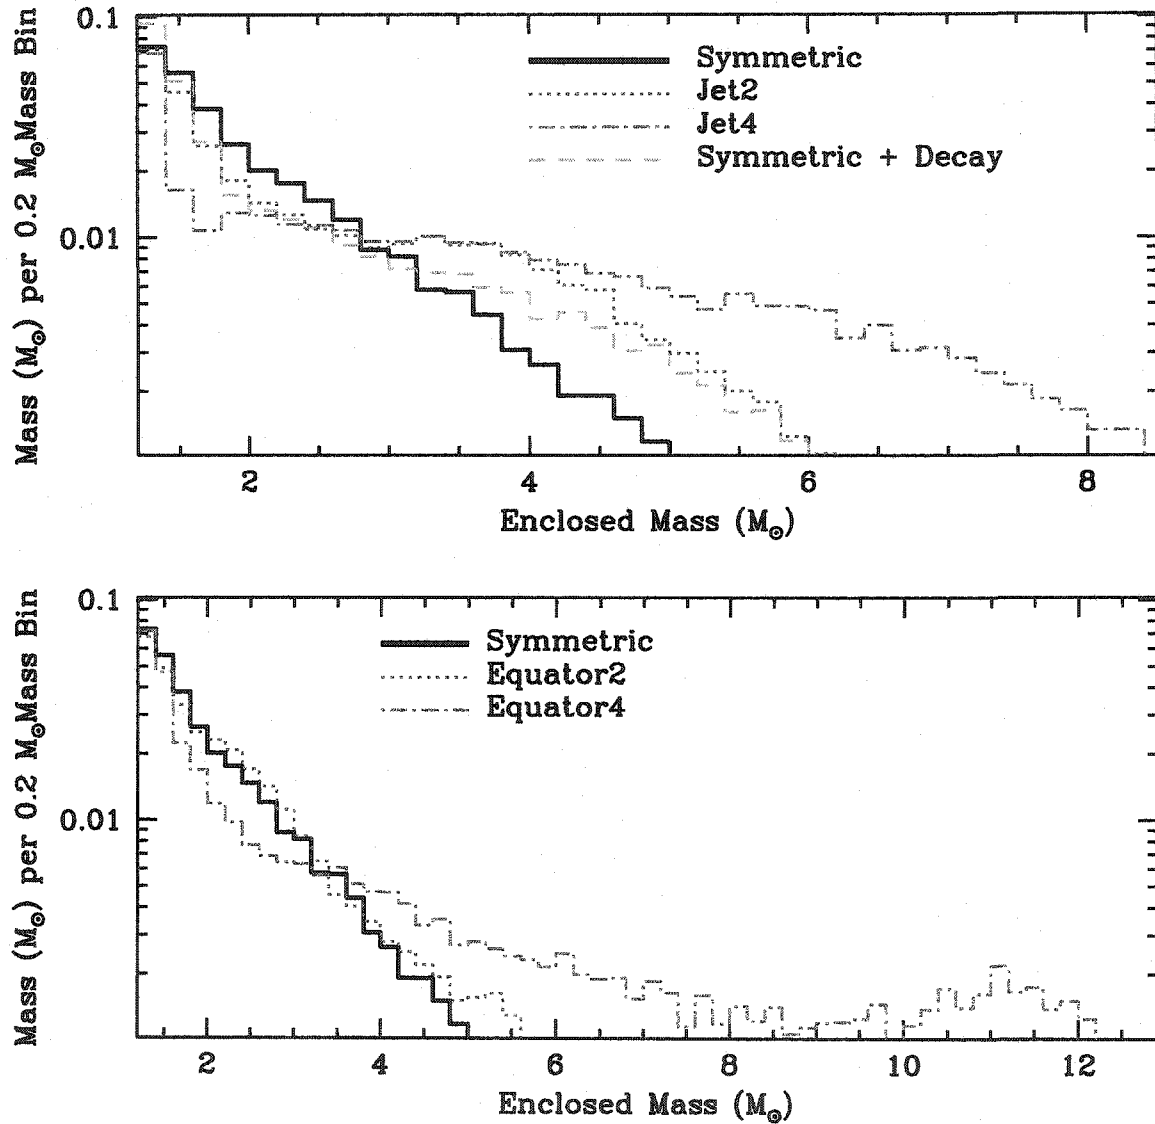 0.1
0.01
Mass (M⊙) per 0.2 M⊙Mass Bin
Symmetric
Jet2
Jet4
Symmetric + Decay
2 4 6 8
Enclosed Mass (M⊙)
0.1
0.01
Mass (M⊙) per 0.2 M⊙Mass Bin
Symmetric
Equator2
Equator4
2 4 6 8 10 12
Enclosed Mass (M⊙)